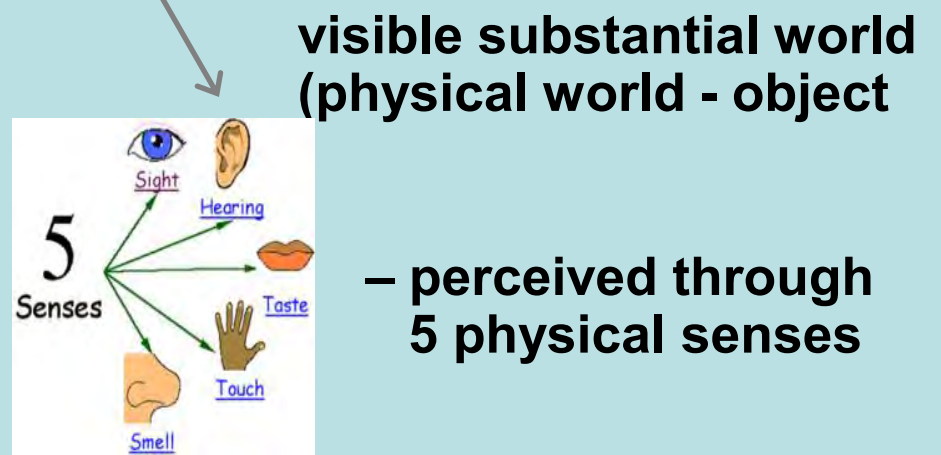 visible substantial world
(physical world - object
Sight
Hearing
5
Senses
Taste
Touch
Smell
– perceived through
5 physical senses